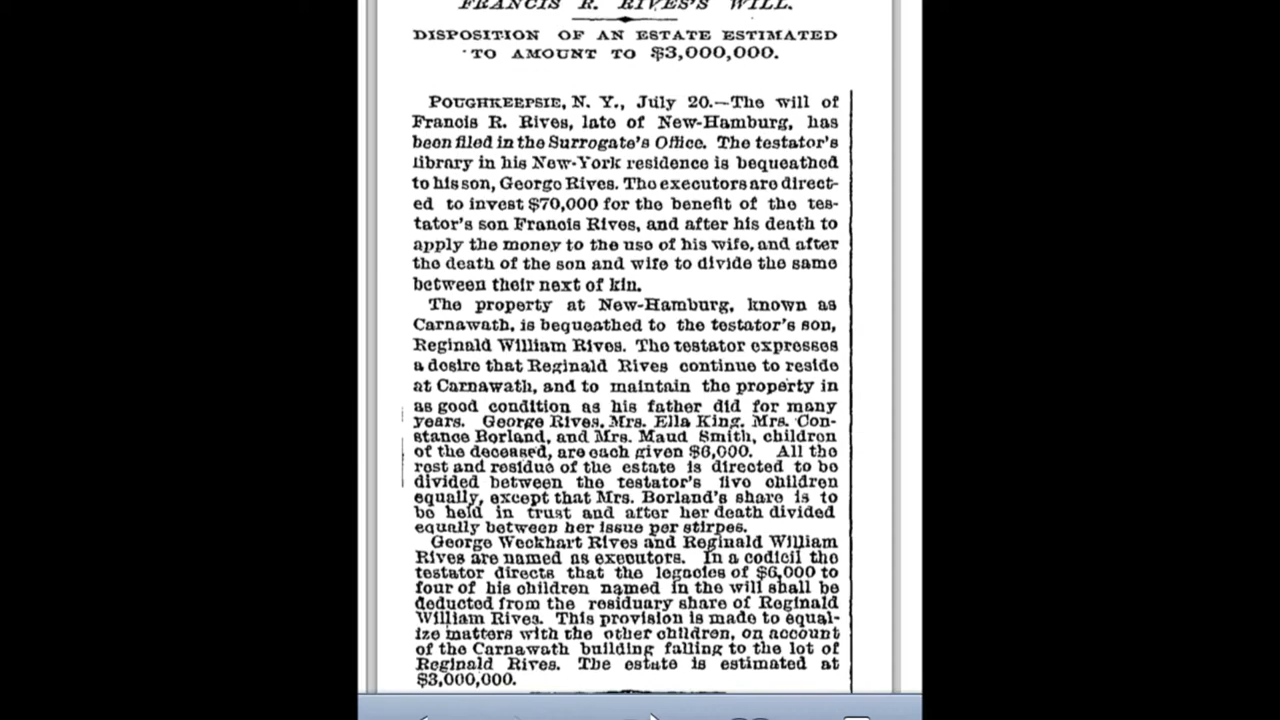 FRANCIS R. RIVES'S WILL.
DISPOSITION OF AN ESTATE ESTIMATED
TO AMOUNT TO $3,000,000.
POUGHKEEPSIE, N. Y., July 20.—The will of
Francis R. Rives, late of New-Hamburg, has
been filed in the Surrogate's Office. The testator's
library in his New-York residence is bequeathed
to his son, George Rives. The executors are direct-
ed to invest $70,000 for the benefit of the tes-
tator's son Francis Rives, and after his death to
apply the money to the use of his wife, and after
the death of the son and wife to divide the same
between their next of kin.
The property at New-Hamburg, known as
Carnawath, is bequeathed to the testator's son,
Reginald William Rives. The testator expresses
a desire that Reginald Rives continue to reside
at Carnawath, and to maintain the property in
as good condition as his father did for many
years. George Rives, Mrs. Ella King, Mrs. Con-
stance Borland, and Mrs. Maud Smith, children
of the deceased, are each given $6,000. All the
rest and residue of the estate is directed to be
divided between the testator's five children
equally, except that Mrs. Borland's share is to
be held in trust and after her death divided
equally between her issue per stirpes.
George Weckhart Rives and Reginald William
Rives are named as executors. In a codicil the
testator directs that the legacies of $6,000 to
four of his children named in the will shall be
deducted from the residuary share of Reginald
William Rives. This provision is made to equal-
ize matters with the other children, on account
of the Carnawath building falling to the lot of
Reginald Rives. The estate is estimated at
$3,000,000.